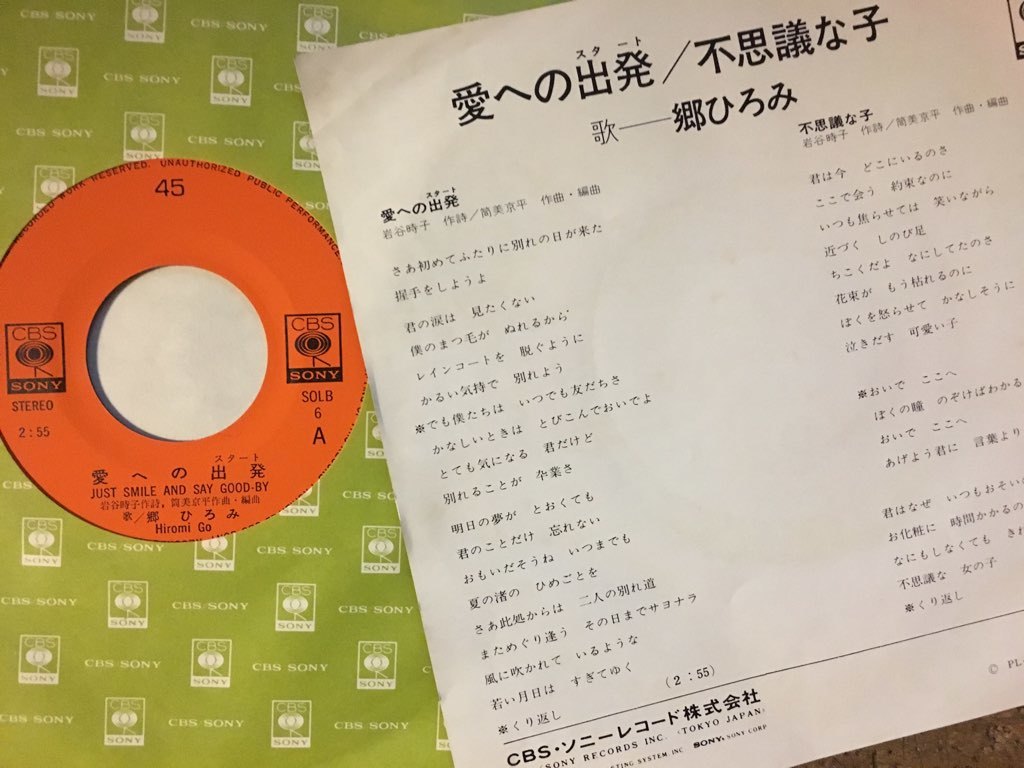 CBS SONY
RECORDED WORK RESERVED. UNAUTHORIZED PUBLIC PERFORMANCE
45
CBS
SONY
STEREO
2:55
CBS
SONY
SOLB
6
A
スタート
愛への出発
JUST SMILE AND SAY GOOD-BY
岩谷時子作詩,筒美京平作曲・編曲
歌/郷ひろみ
Hiromi Go
スタート
愛への出発/不思議な子
歌──郷ひろみ
スタート
愛への出発
岩谷時子 作詩/筒美京平 作曲・編曲
さあ初めてふたりに別れの日が来た
握手をしようよ
君の涙は 見たくない
僕のまつ毛が ぬれるから
レインコートを 脱ぐように
かるい気持で 別れよう
※でも僕たちは いつでも友だちさ
かなしいときは とびこんでおいでよ
とても気になる 君だけど
別れることが 卒業さ
明日の夢が とおくても
君のことだけ 忘れない
おもいだそうね いつまでも
夏の渚の ひめごとを
さあ此処からは 二人の別れ道
まためぐり逢う その日までサヨナラ
風に吹かれて いるような
若い月日は すぎてゆく
※くり返し
(2:55)
不思議な子
岩谷時子 作詩/筒美京平 作曲・編曲
君は今 どこにいるのさ
ここで会う 約束なのに
いつも焦らせては 笑いながら
近づく しのび足
ちこくだよ なにしてたのさ
花束が もう枯れるのに
ぼくを怒らせて かなしそうに
泣きだす 可愛い子
※おいで ここへ
ぼくの瞳 のぞけばわかる
おいで ここへ
あげよう君に 言葉より
君はなぜ いつもおそい
お化粧に 時間かかるの
なにもしなくても きれ
不思議な 女の子
※くり返し
CBS・ソニーレコード株式会社
SONY RECORDS INC. (TOKYO JAPAN)
TING SYSTEM, INC. SONY, SONY CORP
Ⓒ PL